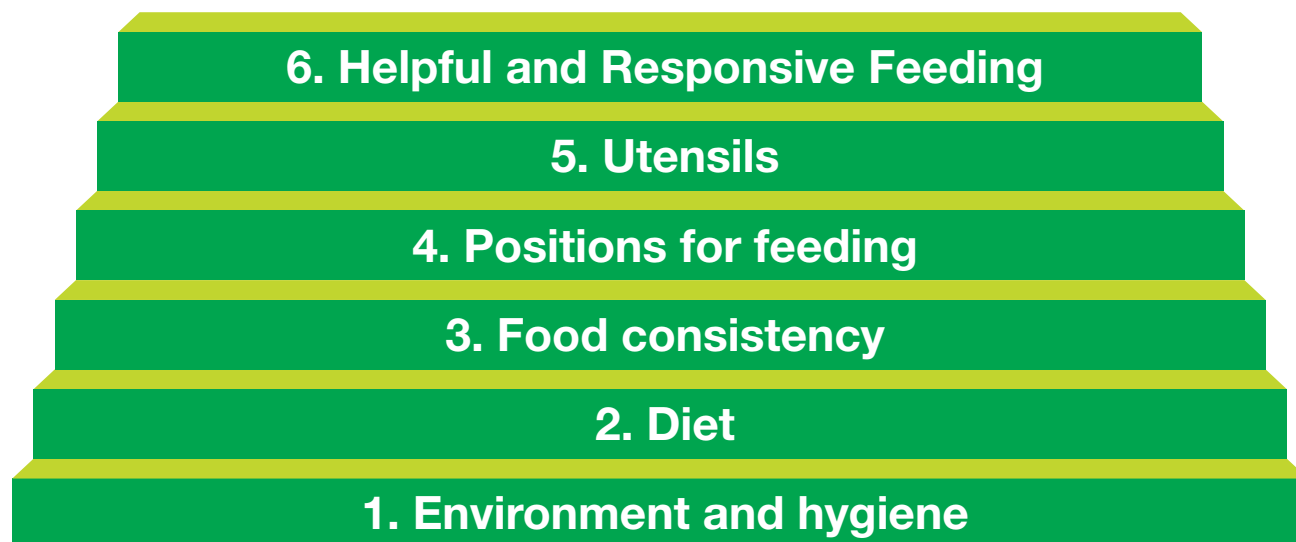 6. Helpful and Responsive Feeding
5. Utensils
4. Positions for feeding
3. Food consistency
2. Diet
1. Environment and hygiene